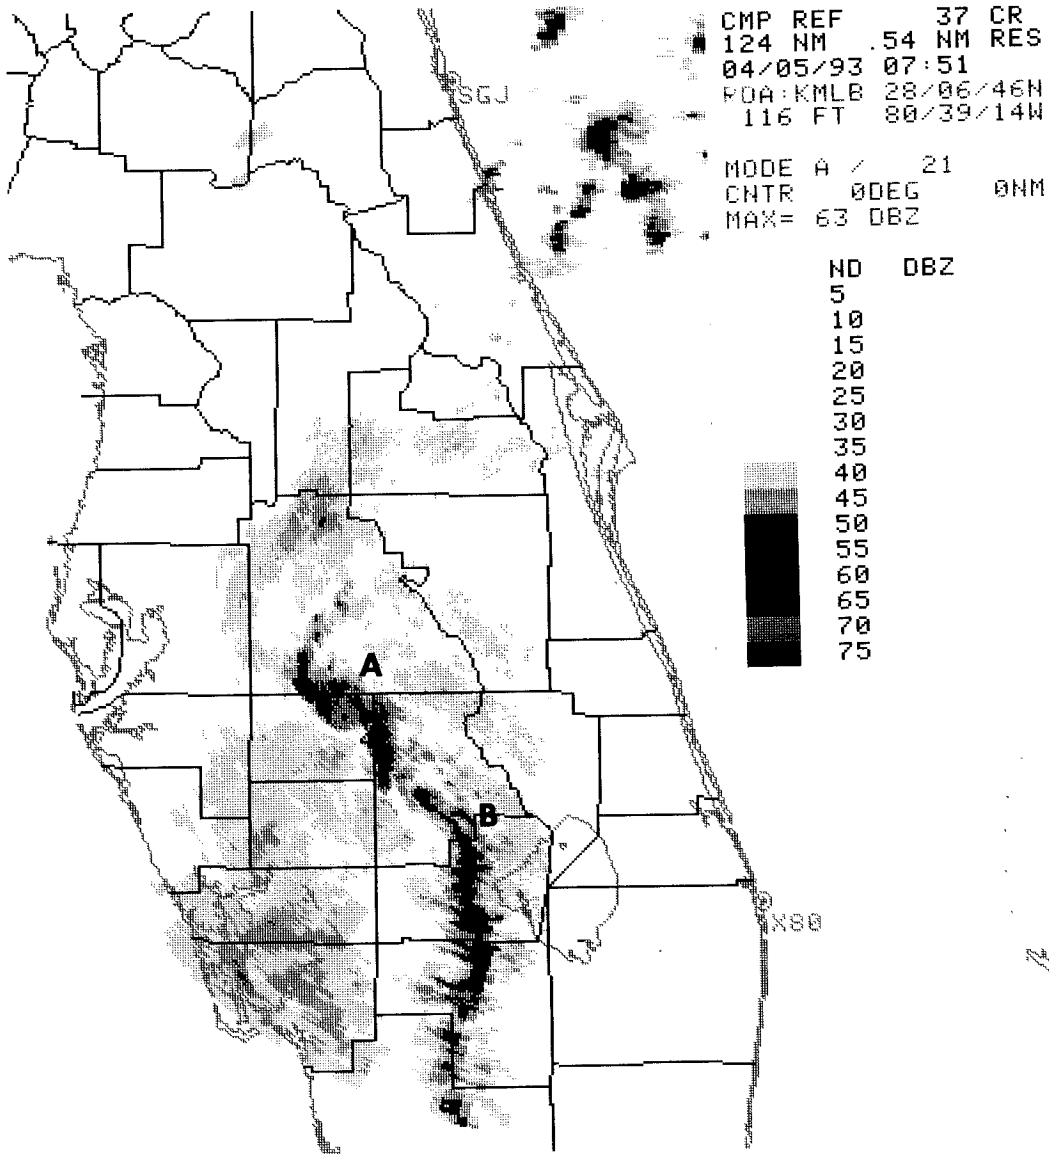 CMP REF 37 CR
124 NM .54 NM RES
04/05/93 07:51
RDA:KMLB 28/06/46N
116 FT 80/39/14W
MODE A / 21
CNTR 0DEG 0NM
MAX= 63 DBZ
ND DBZ
5
10
15
20
25
30
35
40
45
50
55
60
65
70
75
SGJ
A
B
X80